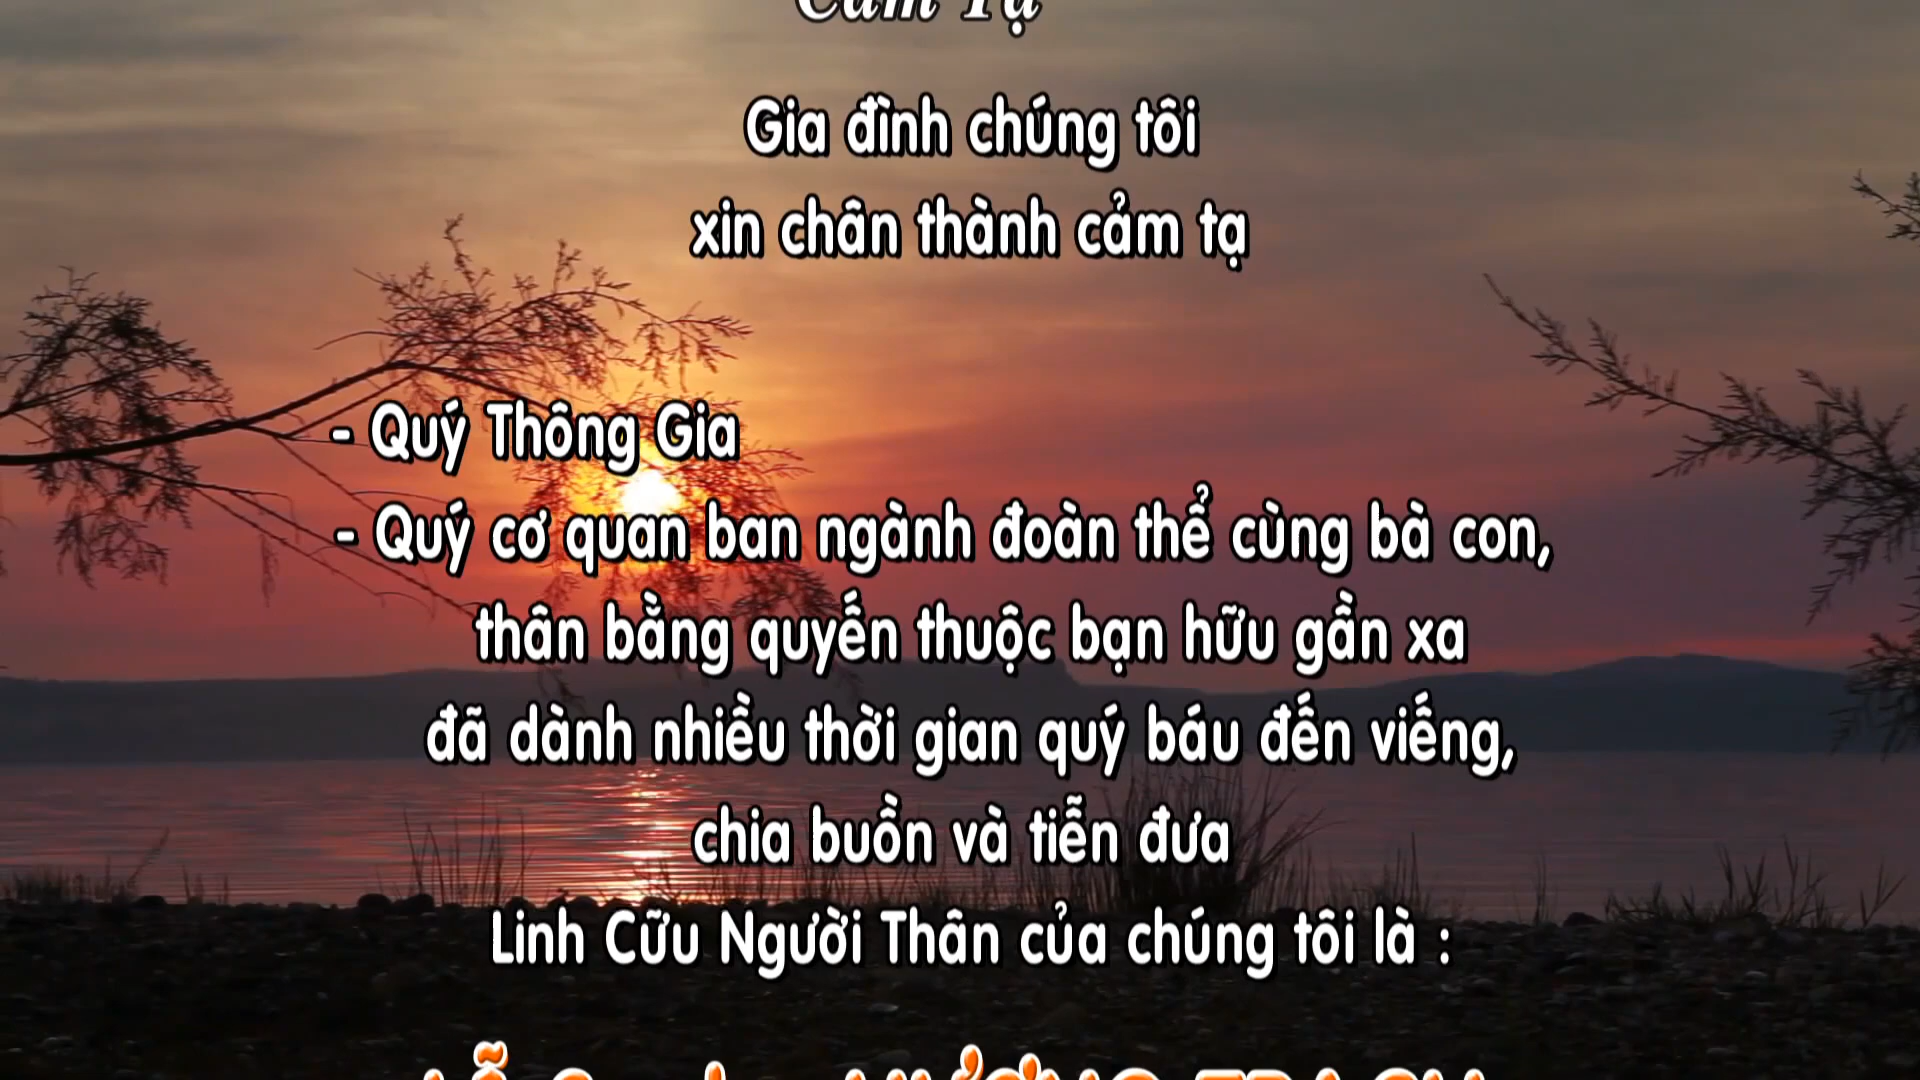 Cảm Tạ
Gia đình chúng tôi
xin chân thành cảm tạ
- Quý Thông Gia
- Quý cơ quan ban ngành đoàn thể cùng bà con,
thân bằng quyến thuộc bạn hữu gần xa
đã dành nhiều thời gian quý báu đến viếng,
chia buồn và tiễn đưa
Linh Cữu Người Thân của chúng tôi là :